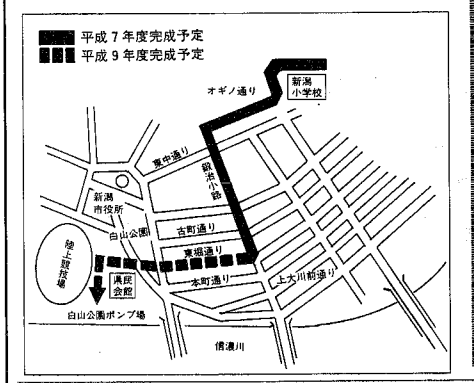 平成7年度完成予定
平成9年度完成予定
オギノ通り
新潟
小学校
東中通り
鍛冶小路
新潟
市役所
白山公園
古町通り
東堀通り
陸上競技場
県民
会館
本町通り
上大川前通り
白山公園ポンプ場
信濃川